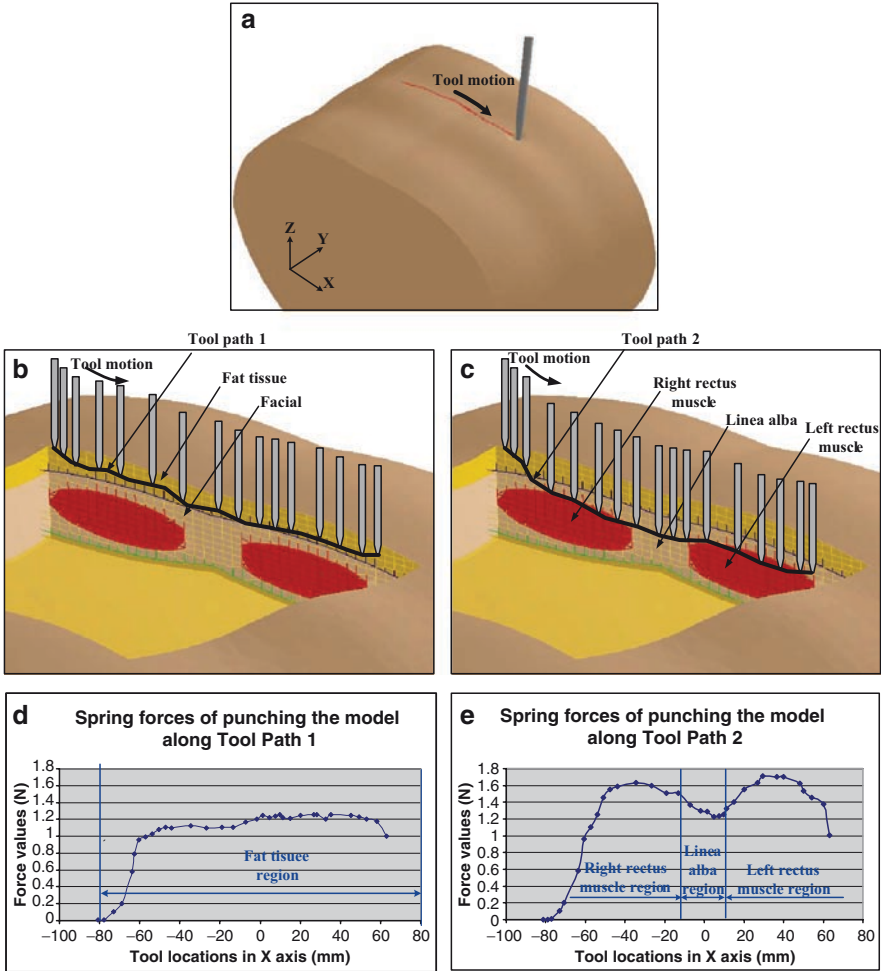 a
Tool motion
Z
Y
X
Tool path 1
b
Tool motion
Fat tissue
Facial
Tool path 2
c
Tool motion
Right rectus
muscle
Linea alba
Left rectus
muscle
d
Spring forces of punching the model
along Tool Path 1
Force values (N)
1.8
1.6
1.4
1.2
1
0.8
0.6
0.4
0.2
0
Fat tisuee
region
−100 −80 −60 −40 −20 0 20 40 60 80
Tool locations in X axis (mm)
e
Spring forces of punching the model
along Tool Path 2
Force values (N)
1.8
1.6
1.4
1.2
1
0.8
0.6
0.4
0.2
0
Right rectus
muscle region
Linea
alba
region
Left rectus
muscle region
−100 −80 −60 −40 −20 0 20 40 60 80
Tool locations in X axis (mm)